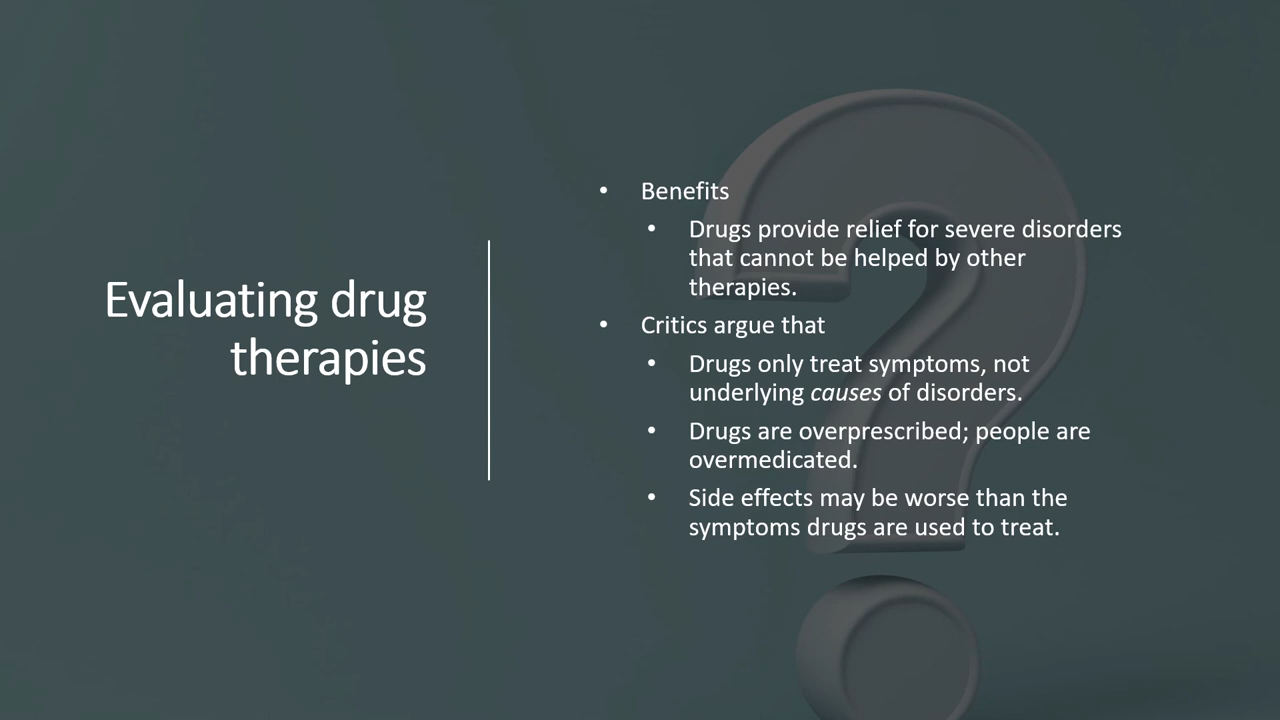 Evaluating drug
therapies
• Benefits
• Drugs provide relief for severe disorders
that cannot be helped by other
therapies.
• Critics argue that
• Drugs only treat symptoms, not
underlying causes of disorders.
• Drugs are overprescribed; people are
overmedicated.
• Side effects may be worse than the
symptoms drugs are used to treat.